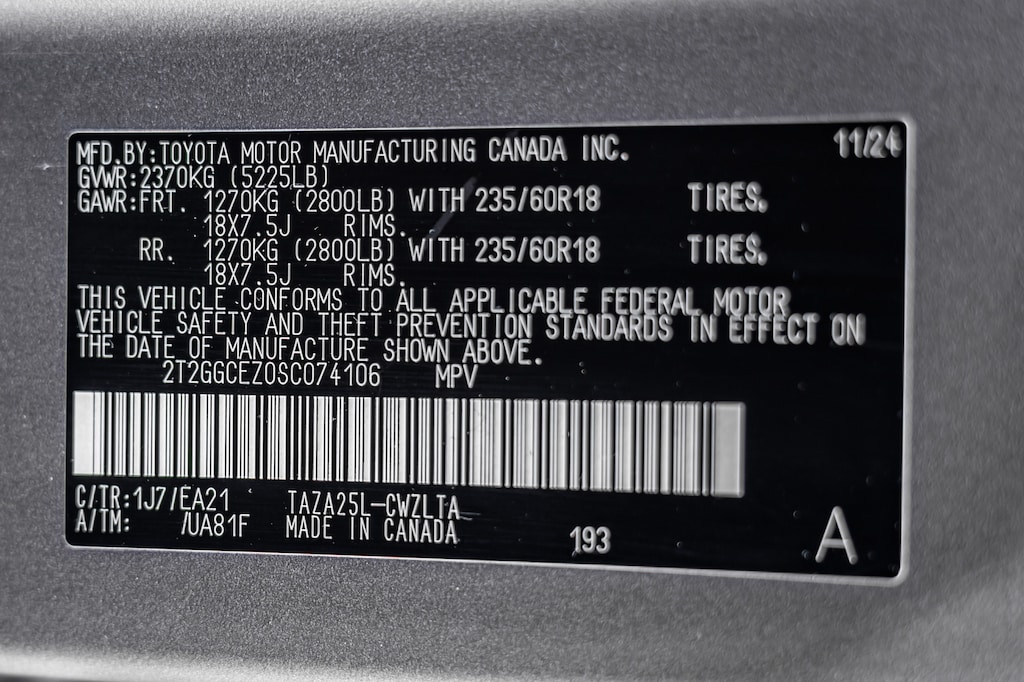 MFD.BY:TOYOTA MOTOR MANUFACTURING CANADA INC. 11/24
GVWR:2370KG (5225LB)
GAWR:FRT. 1270KG (2800LB) WITH 235/60R18 TIRES.
18X7.5J RIMS.
RR. 1270KG (2800LB) WITH 235/60R18 TIRES.
18X7.5J RIMS.
THIS VEHICLE CONFORMS TO ALL APPLICABLE FEDERAL MOTOR
VEHICLE SAFETY AND THEFT PREVENTION STANDARDS IN EFFECT ON
THE DATE OF MANUFACTURE SHOWN ABOVE.
2T2GGCEZ0SC074106 MPV
C/TR:1J7/EA21 TAZA25L-CWZLTA
A/TM: /UA81F MADE IN CANADA 193 A